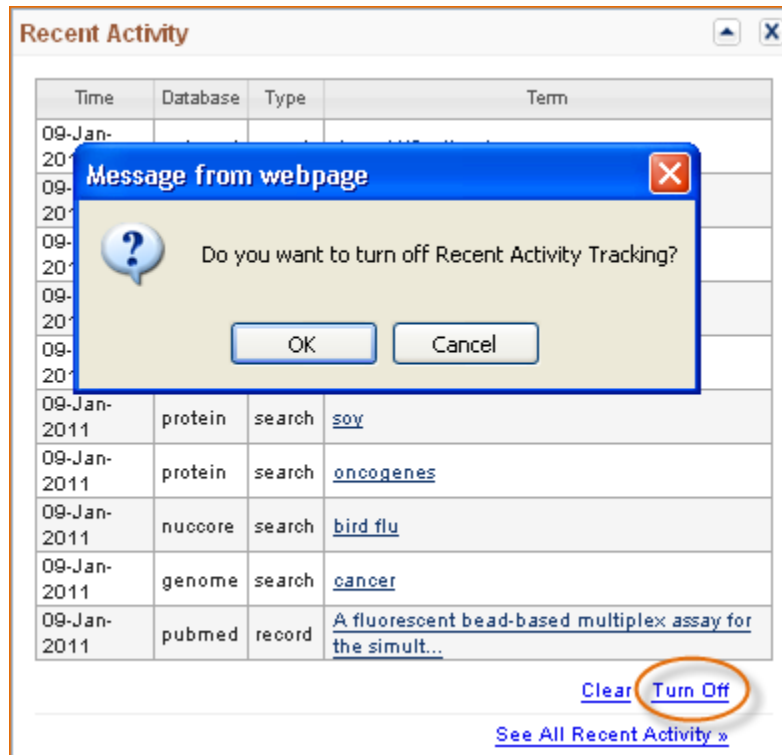 Recent Activity
Time Database Type Term
09-Jan-
Message from webpage
Do you want to turn off Recent Activity Tracking?
OK Cancel
09-Jan-
2011 protein search soy
09-Jan-
2011 protein search oncogenes
09-Jan-
2011 nuccore search bird flu
09-Jan-
2011 genome search cancer
09-Jan-
2011 pubmed record A fluorescent bead-based multiplex assay for
the simult...
Clear Turn Off
See All Recent Activity »